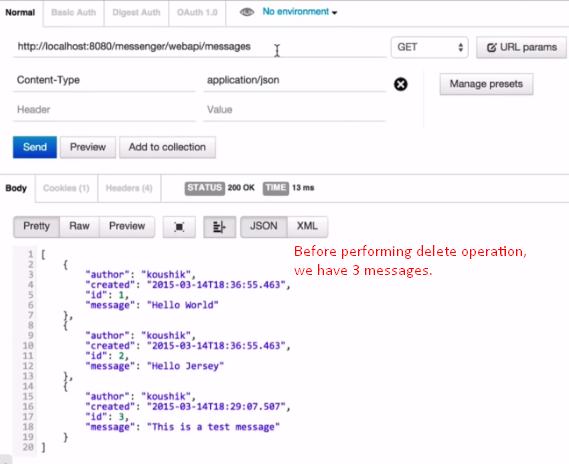 Normal Basic Auth Digest Auth OAuth 1.0 No environment
http://localhost:8080/messenger/webapi/messages GET URL params
Content-Type application/json Manage presets
Header Value
Send Preview Add to collection
Body Cookies (1) Headers (4) STATUS 200 OK TIME 13 ms
Pretty Raw Preview JSON XML
Before performing delete operation,
we have 3 messages.
1 [
2 {
3 "author": "koushik",
4 "created": "2015-03-14T18:36:55.463",
5 "id": 1,
6 "message": "Hello World"
7 },
8 {
9 "author": "koushik",
10 "created": "2015-03-14T18:36:55.463",
11 "id": 2,
12 "message": "Hello Jersey"
13 },
14 {
15 "author": "koushik",
16 "created": "2015-03-14T18:29:07.507",
17 "id": 3,
18 "message": "This is a test message"
19 }
20 ]